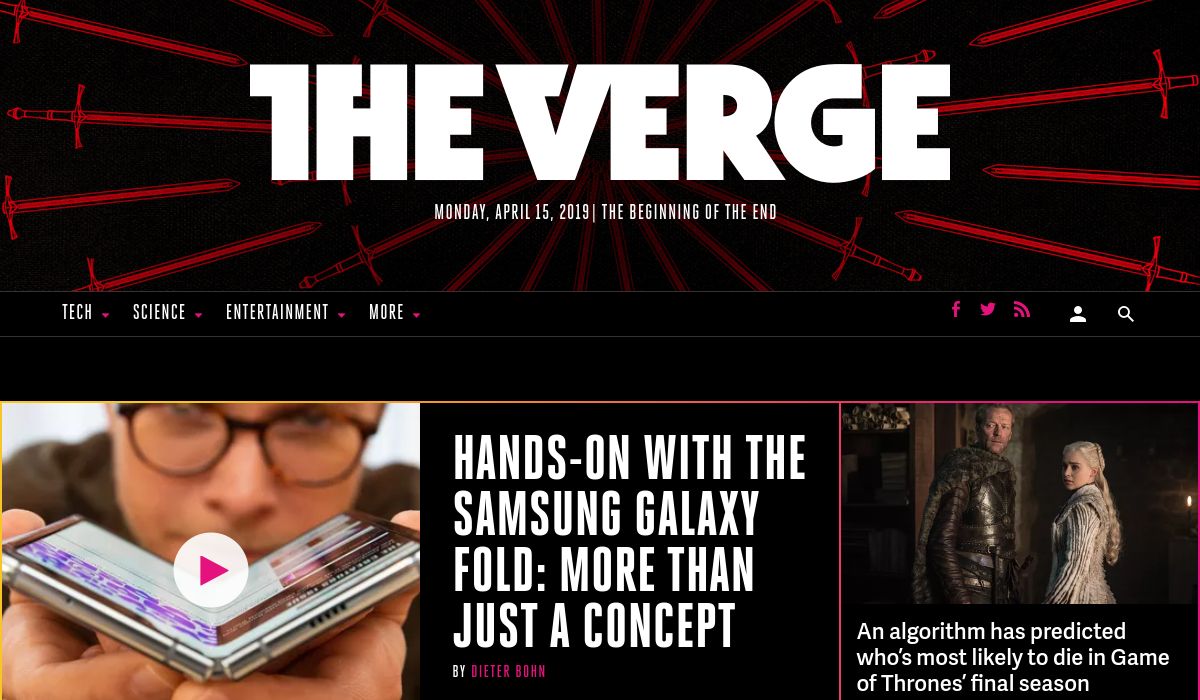 THE VERGE
MONDAY, APRIL 15, 2019| THE BEGINNING OF THE END
TECH SCIENCE ENTERTAINMENT MORE
HANDS-ON WITH THE
SAMSUNG GALAXY
FOLD: MORE THAN
JUST A CONCEPT
BY DIETER BOHN
An algorithm has predicted
who’s most likely to die in Game
of Thrones’ final season